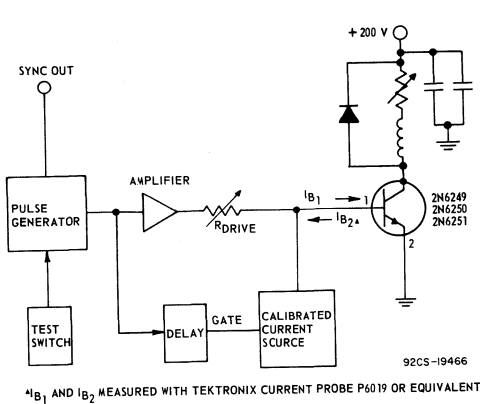 + 200 V
SYNC OUT
AMPLIFIER
PULSE
GENERATOR
RDRIVE
IB1
IB2▲
1
2
2N6249
2N6250
2N6251
TEST
SWITCH
DELAY
GATE
CALIBRATED
CURRENT
SOURCE
92CS-19466
▲IB1 AND IB2 MEASURED WITH TEKTRONIX CURRENT PROBE P6019 OR EQUIVALENT